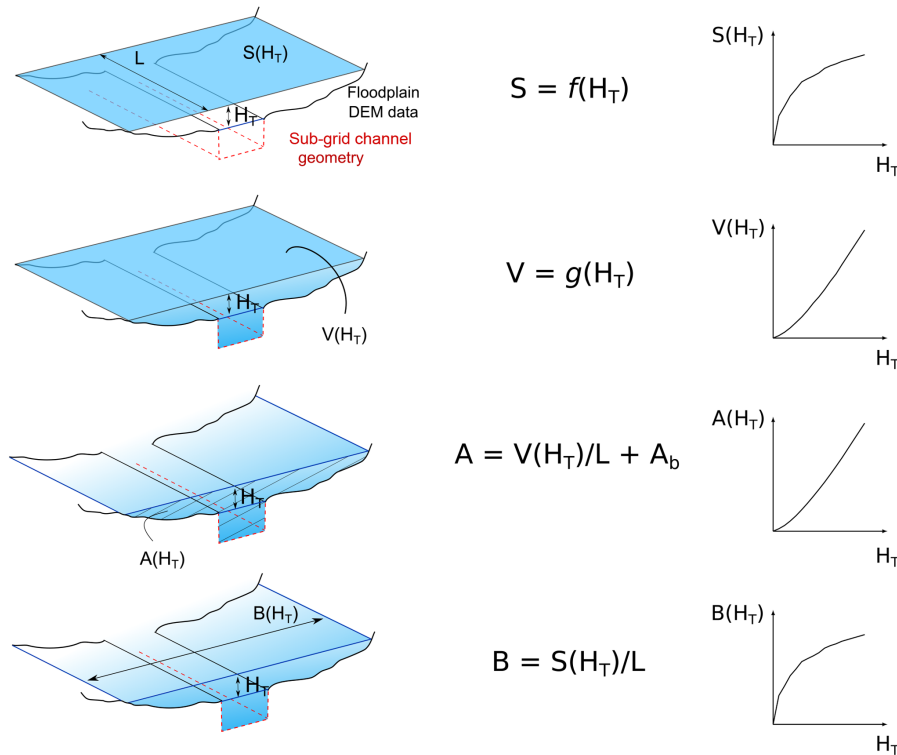 L
S(H_T)
H_T
Floodplain
DEM data
Sub-grid channel
geometry
S = f(H_T)
S(H_T)
H_T
H_T
V(H_T)
V = g(H_T)
V(H_T)
H_T
H_T
A(H_T)
A = V(H_T)/L + A_b
A(H_T)
H_T
B(H_T)
H_T
B = S(H_T)/L
B(H_T)
H_T